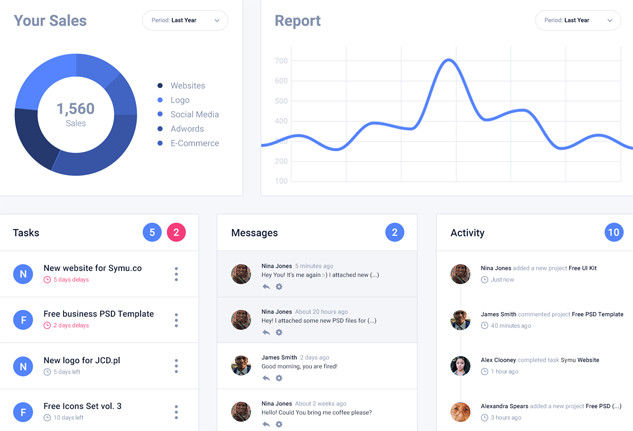 Your Sales
Period: Last Year
1,560
Sales
Websites
Logo
Social Media
Adwords
E-Commerce
Report
Period: Last Year
700
600
500
400
300
200
100
Tasks
5
2
N
New website for Symu.co
5 days delays
F
Free business PSD Template
2 days delays
N
New logo for JCD.pl
5 days left
F
Free Icons Set vol. 3
10 days left
Messages
2
Nina Jones 5 minutes ago
Hey You! It's me again :-) I attached new (...)
Nina Jones About 20 hours ago
Hey! I attached some new PSD files for (...)
James Smith 2 days ago
Good morning, you are fired!
Nina Jones About 2 weeks ago
Hello! Could You bring me coffee please?
Activity
10
Nina Jones added a new project Free UI Kit
Just now
James Smith commented project Free PSD Template
40 minutes ago
Alex Clooney completed task Symu Website
1 hour ago
Alexandra Spears added a new project Free PSD (...)
3 hours ago